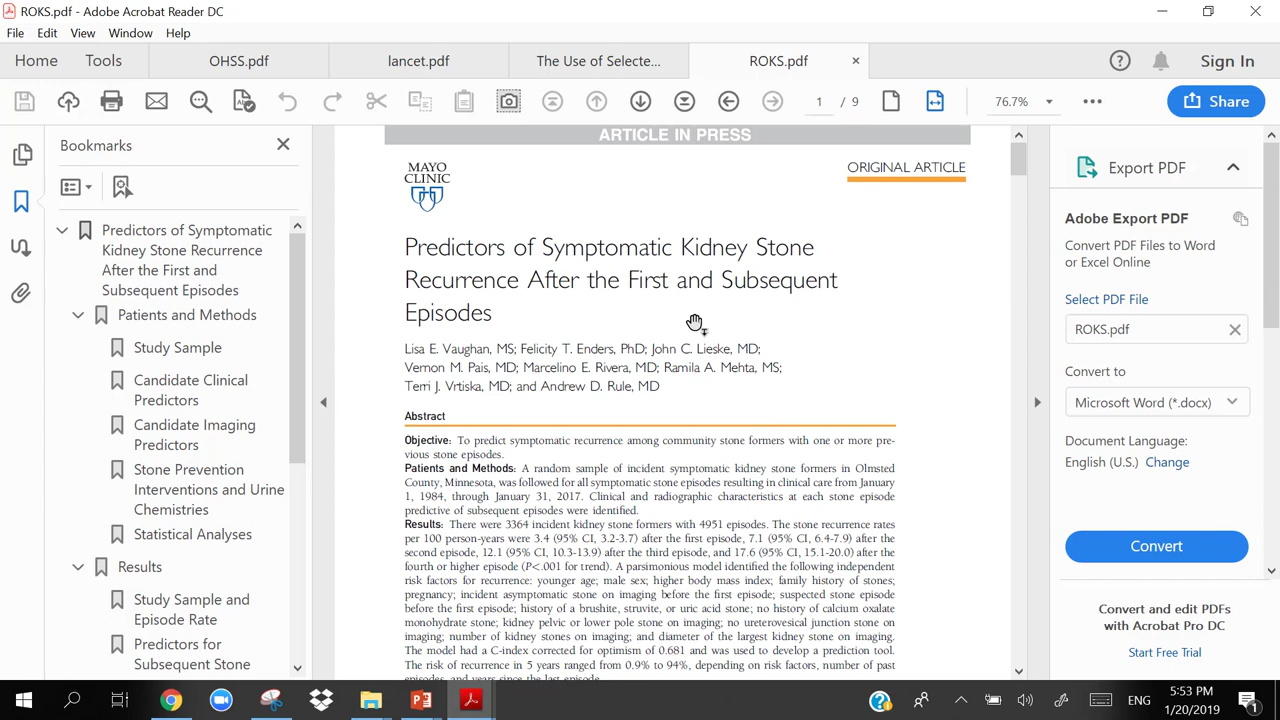 ROKS.pdf - Adobe Acrobat Reader DC
File Edit View Window Help
Home Tools OHSS.pdf lancet.pdf The Use of Selecte... ROKS.pdf × Sign In
1 / 9 76.7% Share
Bookmarks
Predictors of Symptomatic
Kidney Stone Recurrence
After the First and
Subsequent Episodes
Patients and Methods
Study Sample
Candidate Clinical
Predictors
Candidate Imaging
Predictors
Stone Prevention
Interventions and Urine
Chemistries
Statistical Analyses
Results
Study Sample and
Episode Rate
Predictors for
Subsequent Stone
ARTICLE IN PRESS
MAYO
CLINIC
ORIGINAL ARTICLE
Predictors of Symptomatic Kidney Stone
Recurrence After the First and Subsequent
Episodes
Lisa E. Vaughan, MS; Felicity T. Enders, PhD; John C. Lieske, MD;
Vernon M. Pais, MD; Marcelino E. Rivera, MD; Ramila A. Mehta, MS;
Terri J. Vrtiska, MD; and Andrew D. Rule, MD
Abstract
Objective: To predict symptomatic recurrence among community stone formers with one or more pre-
vious stone episodes.
Patients and Methods: A random sample of incident symptomatic kidney stone formers in Olmsted
County, Minnesota, was followed for all symptomatic stone episodes resulting in clinical care from January
1, 1984, through January 31, 2017. Clinical and radiographic characteristics at each stone episode
predictive of subsequent episodes were identified.
Results: There were 3364 incident kidney stone formers with 4951 episodes. The stone recurrence rates
per 100 person-years were 3.4 (95% CI, 3.2-3.7) after the first episode, 7.1 (95% CI, 6.4-7.9) after the
second episode, 12.1 (95% CI, 10.3-13.9) after the third episode, and 17.6 (95% CI, 15.1-20.0) after the
fourth or higher episode (P<.001 for trend). A parsimonious model identified the following independent
risk factors for recurrence: younger age; male sex; higher body mass index; family history of stones;
pregnancy; incident asymptomatic stone on imaging before the first episode; suspected stone episode
before the first episode; history of a brushite, struvite, or uric acid stone; no history of calcium oxalate
monohydrate stone; kidney pelvic or lower pole stone on imaging; no ureterovesical junction stone on
imaging; number of kidney stones on imaging; and diameter of the largest kidney stone on imaging.
The model had a C-index corrected for optimism of 0.681 and was used to develop a prediction tool.
The risk of recurrence in 5 years ranged from 0.9% to 94%, depending on risk factors, number of past
episodes, and years since the last episode.
Export PDF
Adobe Export PDF
Convert PDF Files to Word
or Excel Online
Select PDF File
ROKS.pdf
Convert to
Microsoft Word (*.docx)
Document Language:
English (U.S.) Change
Convert
Convert and edit PDFs
with Acrobat Pro DC
Start Free Trial
ENG
5:53 PM
1/20/2019
1